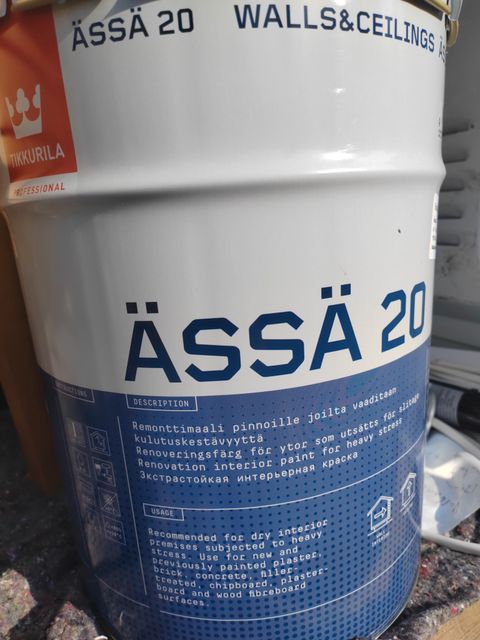 ÄSSÄ 20
WALLS&CEILINGS
TIKKURILA
PROFESSIONAL
ÄSSÄ 20
INSTRUCTIONS
DESCRIPTION
Remonttimaali pinnoille joilta vaaditaan
kulutuskestävyyttä
Renoveringsfärg för ytor som utsätts för slitage
Renovation interior paint for heavy stress
Экстрастойкая интерьерная краска
USAGE
Recommended for dry interior
premises subjected to heavy
stress. Use for new and
previously painted plaster,
brick, concrete, filler-
treated, chipboard, plaster-
board and wood fibreboard
surfaces.